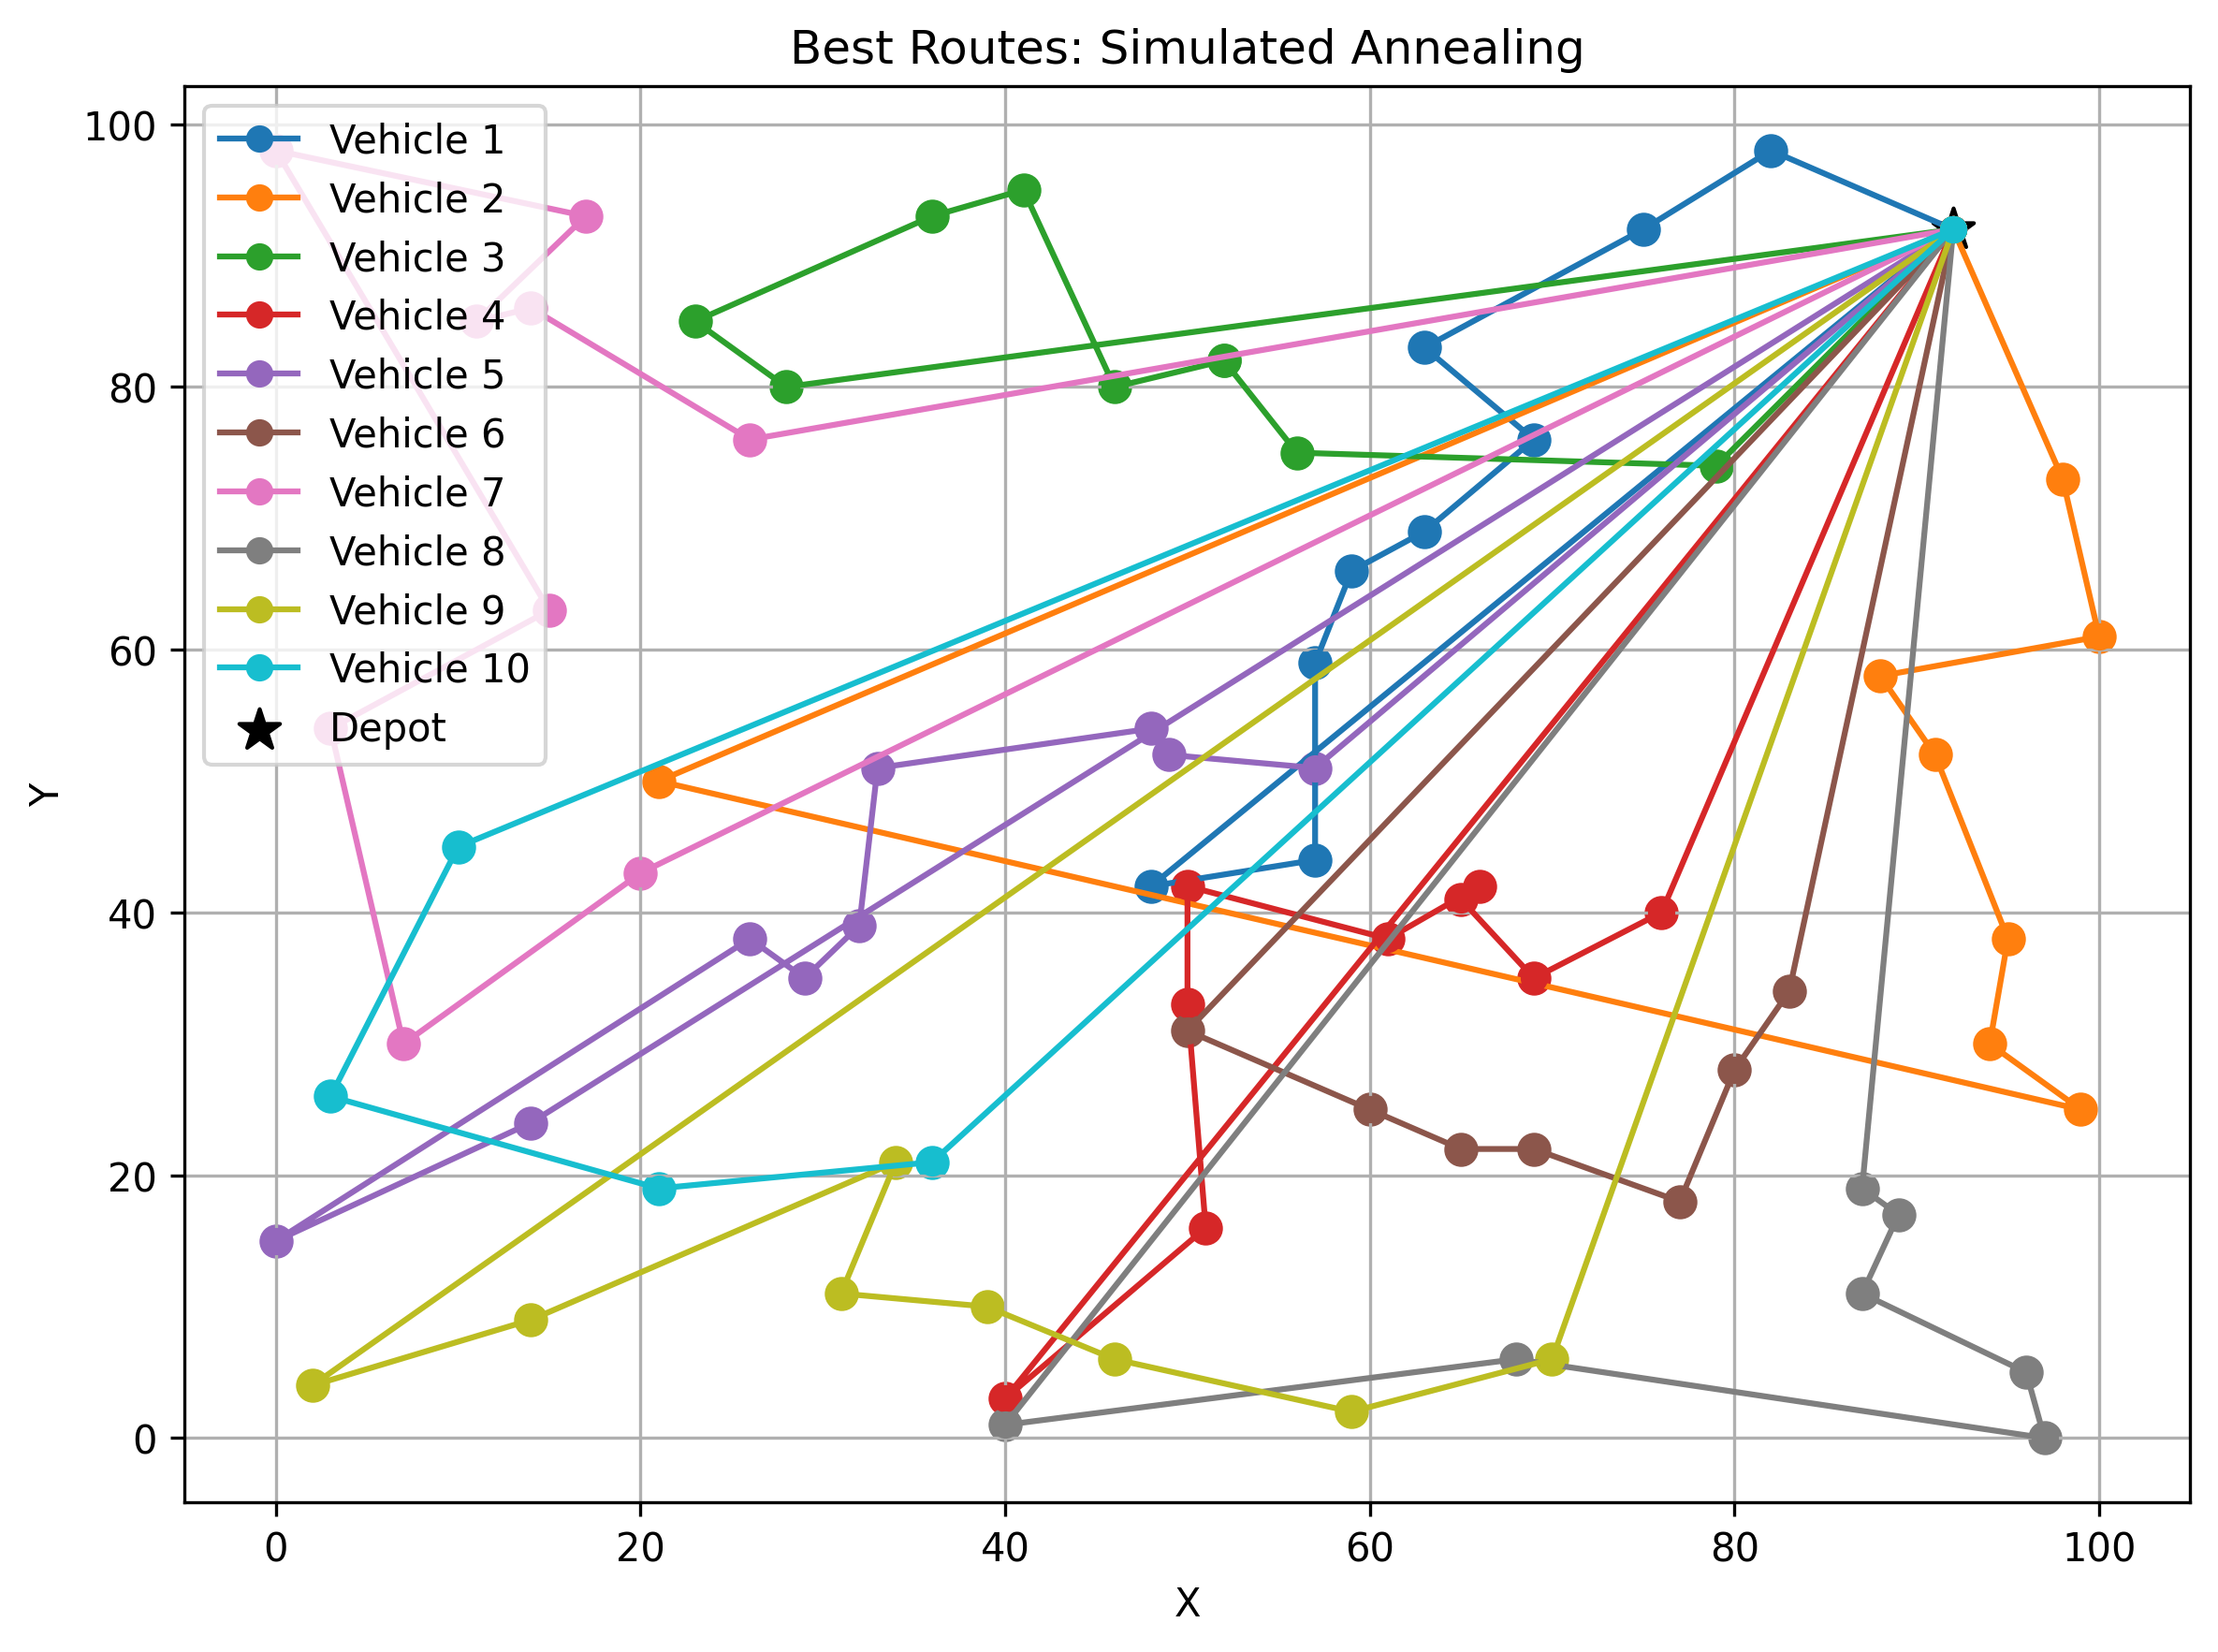 Best Routes: Simulated Annealing
100
80
60
40
20
0
Y
Vehicle 1
Vehicle 2
Vehicle 3
Vehicle 4
Vehicle 5
Vehicle 6
Vehicle 7
Vehicle 8
Vehicle 9
Vehicle 10
Depot
0 20 40 60 80 100
X